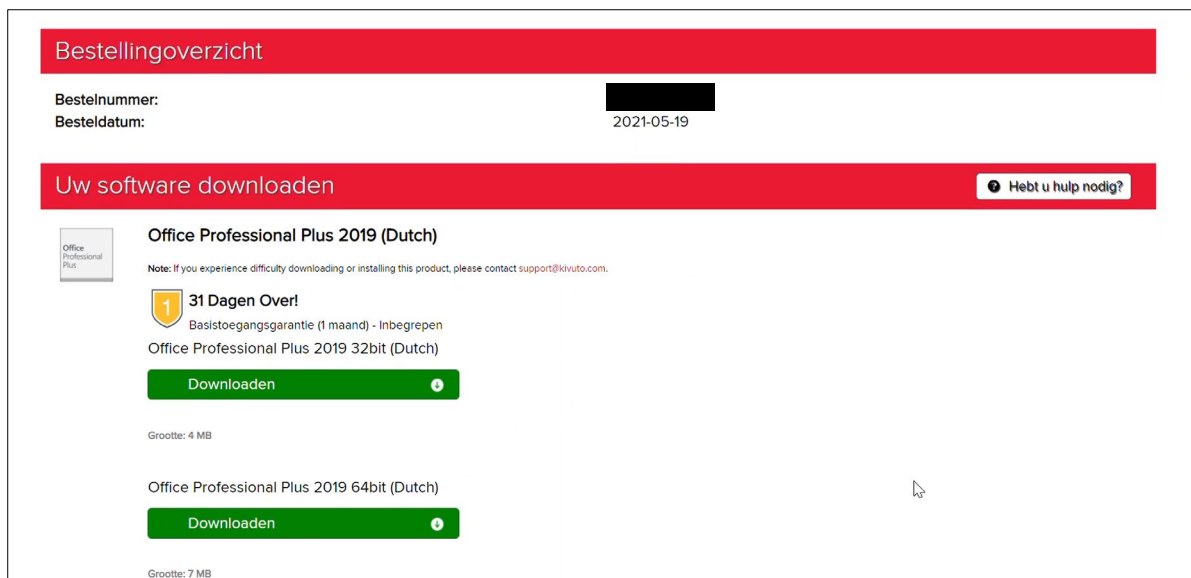 Bestellingoverzicht
Bestelnummer:
Besteldatum: 2021-05-19
Uw software downloaden
Hebt u hulp nodig?
Office
Professional
Plus
Office Professional Plus 2019 (Dutch)
Note: If you experience difficulty downloading or installing this product, please contact support@kivuto.com.
1
31 Dagen Over!
Basistoegangsgarantie (1 maand) - Inbegrepen
Office Professional Plus 2019 32bit (Dutch)
Downloaden
Grootte: 4 MB
Office Professional Plus 2019 64bit (Dutch)
Downloaden
Grootte: 7 MB